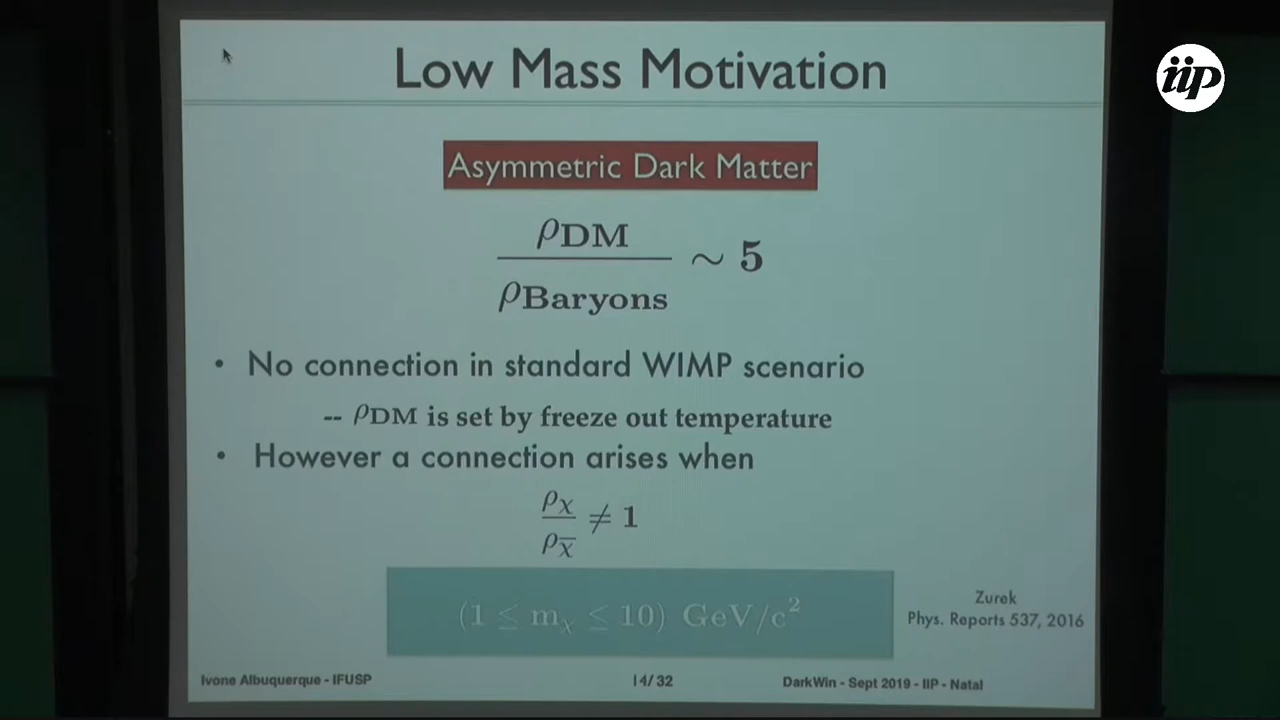 Low Mass Motivation
iip
Asymmetric Dark Matter
ρDM
ρBaryons
~ 5
• No connection in standard WIMP scenario
-- ρDM is set by freeze out temperature
• However a connection arises when
ρχ
ρχ̅
≠ 1
(1 ≤ mχ ≤ 10) GeV/c²
Zurek
Phys. Reports 537, 2016
Ivone Albuquerque - IFUSP
14/32
DarkWin - Sept 2019 - IIP - Natal